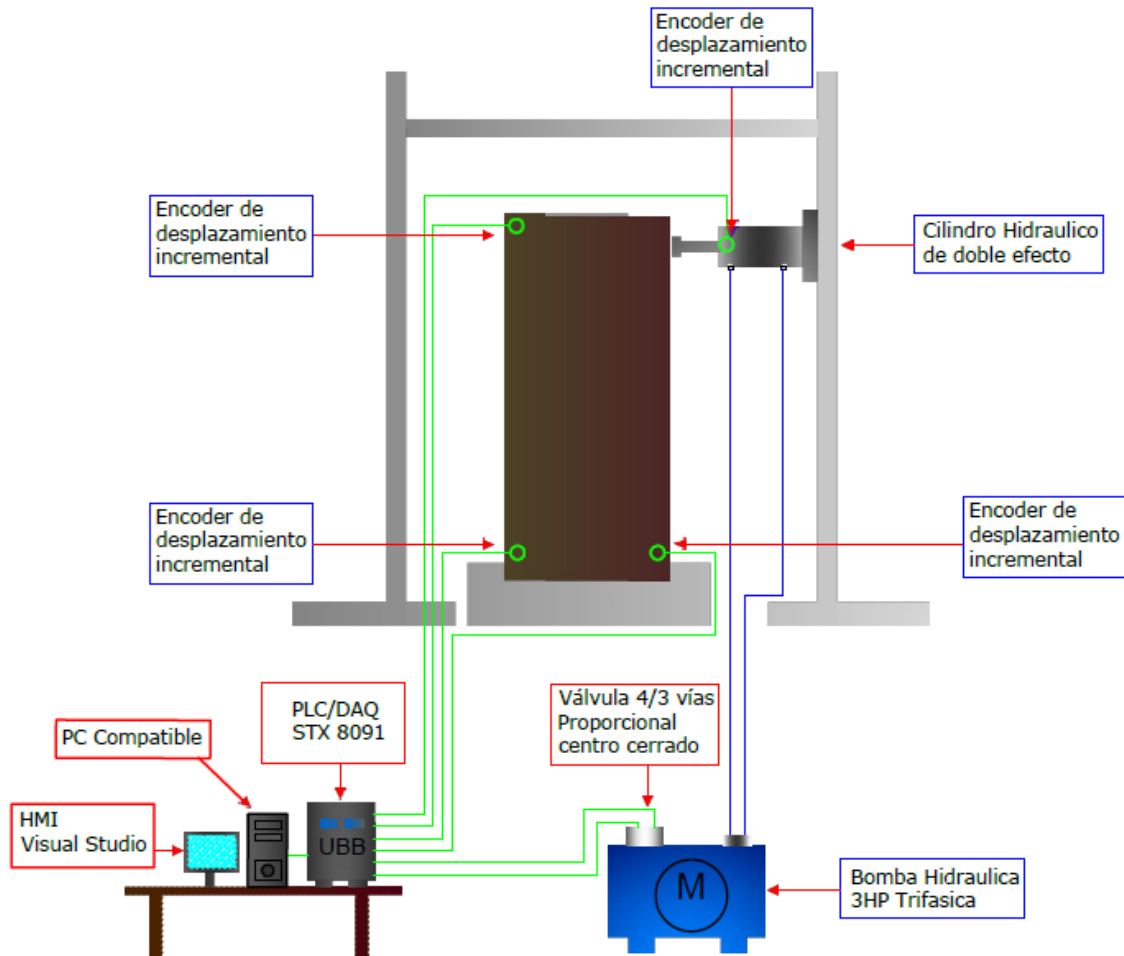 Encoder de
desplazamiento
incremental
Encoder de
desplazamiento
incremental
Cilindro Hidraulico
de doble efecto
Encoder de
desplazamiento
incremental
Encoder de
desplazamiento
incremental
PLC/DAQ
STX 8091
Válvula 4/3 vías
Proporcional
centro cerrado
PC Compatible
HMI
Visual Studio
UBB
M
Bomba Hidraulica
3HP Trifasica